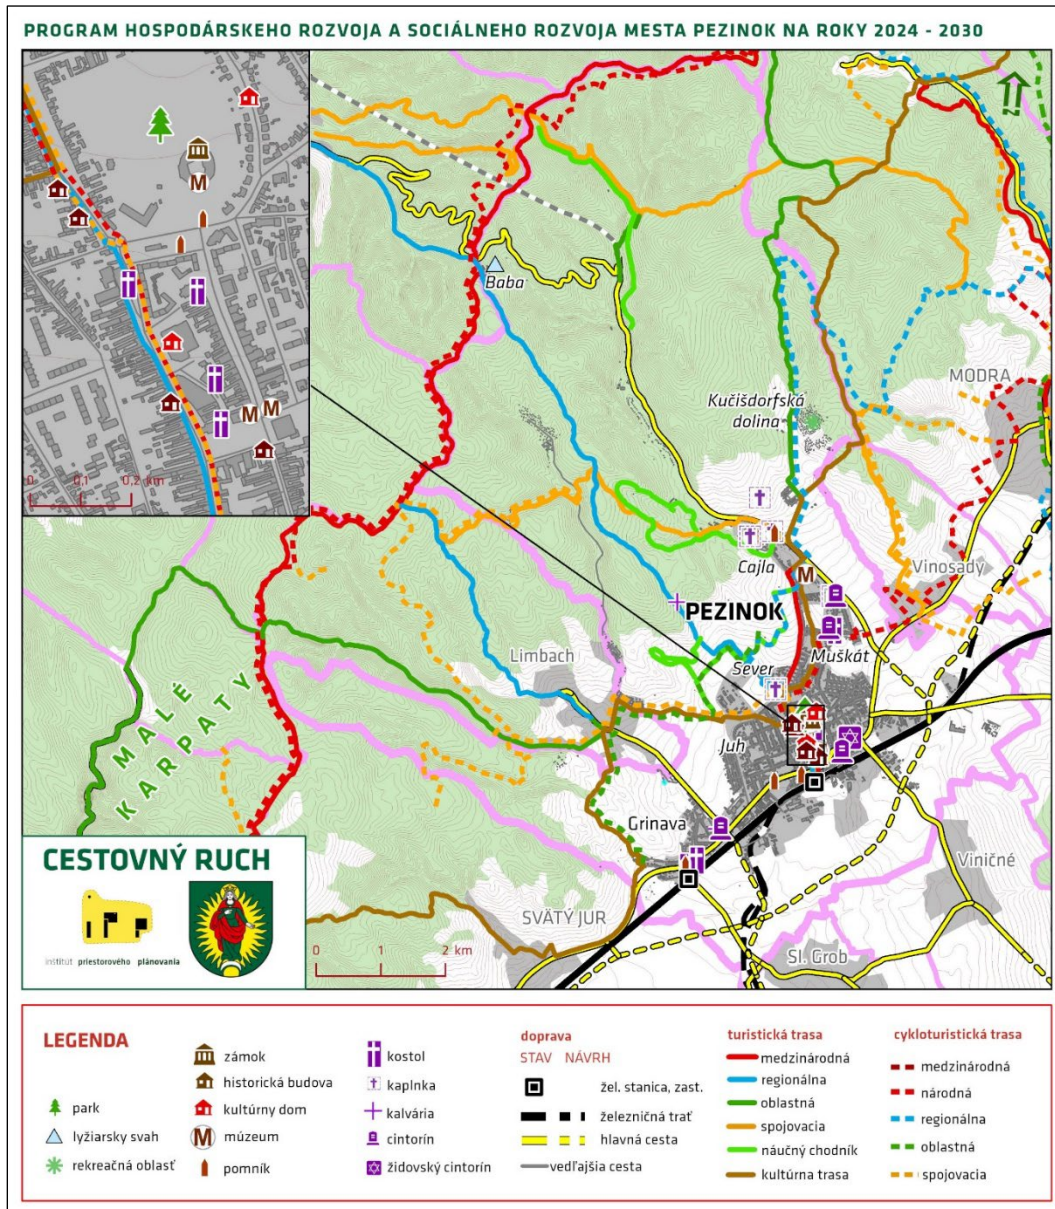 PROGRAM HOSPODÁRSKEHO ROZVOJA A SOCIÁLNEHO ROZVOJA MESTA PEZINOK NA ROKY 2024 - 2030
N
M
M M
0 0,1 0,2 km
Baba
MODRA
Kučišdorfská
dolina
Cajla
Vinosady
M
PEZINOK
Limbach
Sever
Muškát
MALÉ
KARPATY
Juh
Grinava
Viničné
SVÄTÝ JUR
Sl. Grob
0 1 2 km
CESTOVNÝ RUCH
inštitút priestorového plánovania
LEGENDA
park
lyžiarsky svah
rekreačná oblasť
zámok
historická budova
kultúrny dom
M múzeum
pomník
kostol
kaplnka
kalvária
cintorín
židovský cintorín
doprava
STAV NÁVRH
žel. stanica, zast.
železničná trať
hlavná cesta
vedľajšia cesta
turistická trasa
medzinárodná
regionálna
oblastná
spojovacia
náučný chodník
kultúrna trasa
cykloturistická trasa
medzinárodná
národná
regionálna
oblastná
spojovacia